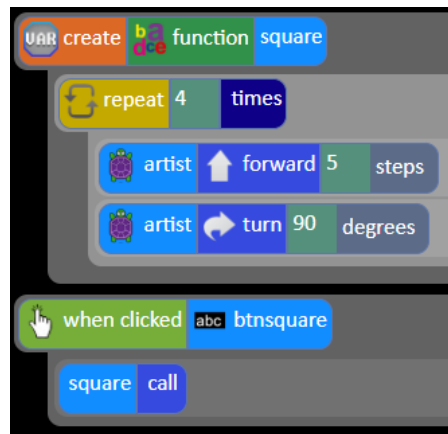 VAR create badce function square
repeat 4 times
artist forward 5 steps
artist turn 90 degrees
when clicked abc btnsquare
square call